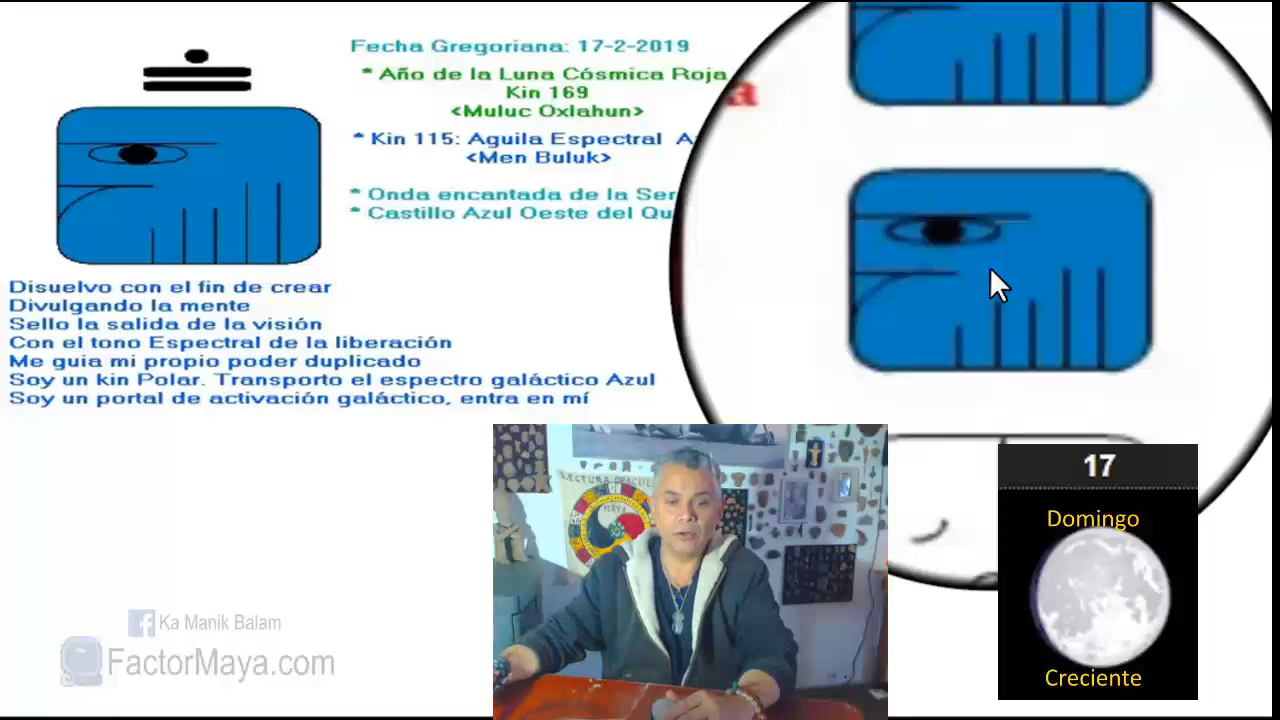 Fecha Gregoriana: 17-2-2019
* Año de la Luna Cósmica Roja
Kin 169
<Muluc Oxlahun>
* Kin 115: Aguila Espectral
<Men Buluk>
* Onda encantada de la
* Castillo Azul Oeste del
Disuelvo con el fin de crear
Divulgando la mente
Sello la salida de la visión
Con el tono Espectral de la liberación
Me guia mi propio poder duplicado
Soy un kin Polar. Transporto el espectro galáctico Azul
Soy un portal de activación galáctico, entra en mí
17
Domingo
Creciente
LECTURA
MAYA
Ka Manik Balam
FactorMaya.com